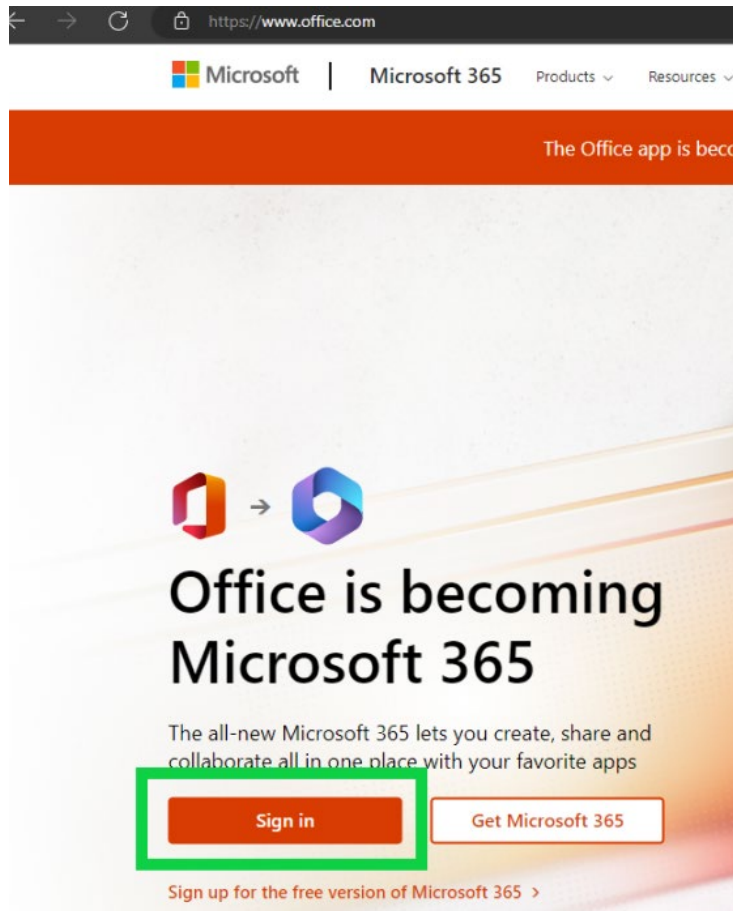 https://www.office.com
Microsoft | Microsoft 365 Products Resources
The Office app is
Office is becoming
Microsoft 365
The all-new Microsoft 365 lets you create, share and
collaborate all in one place with your favorite apps
Sign in Get Microsoft 365
Sign up for the free version of Microsoft 365 >